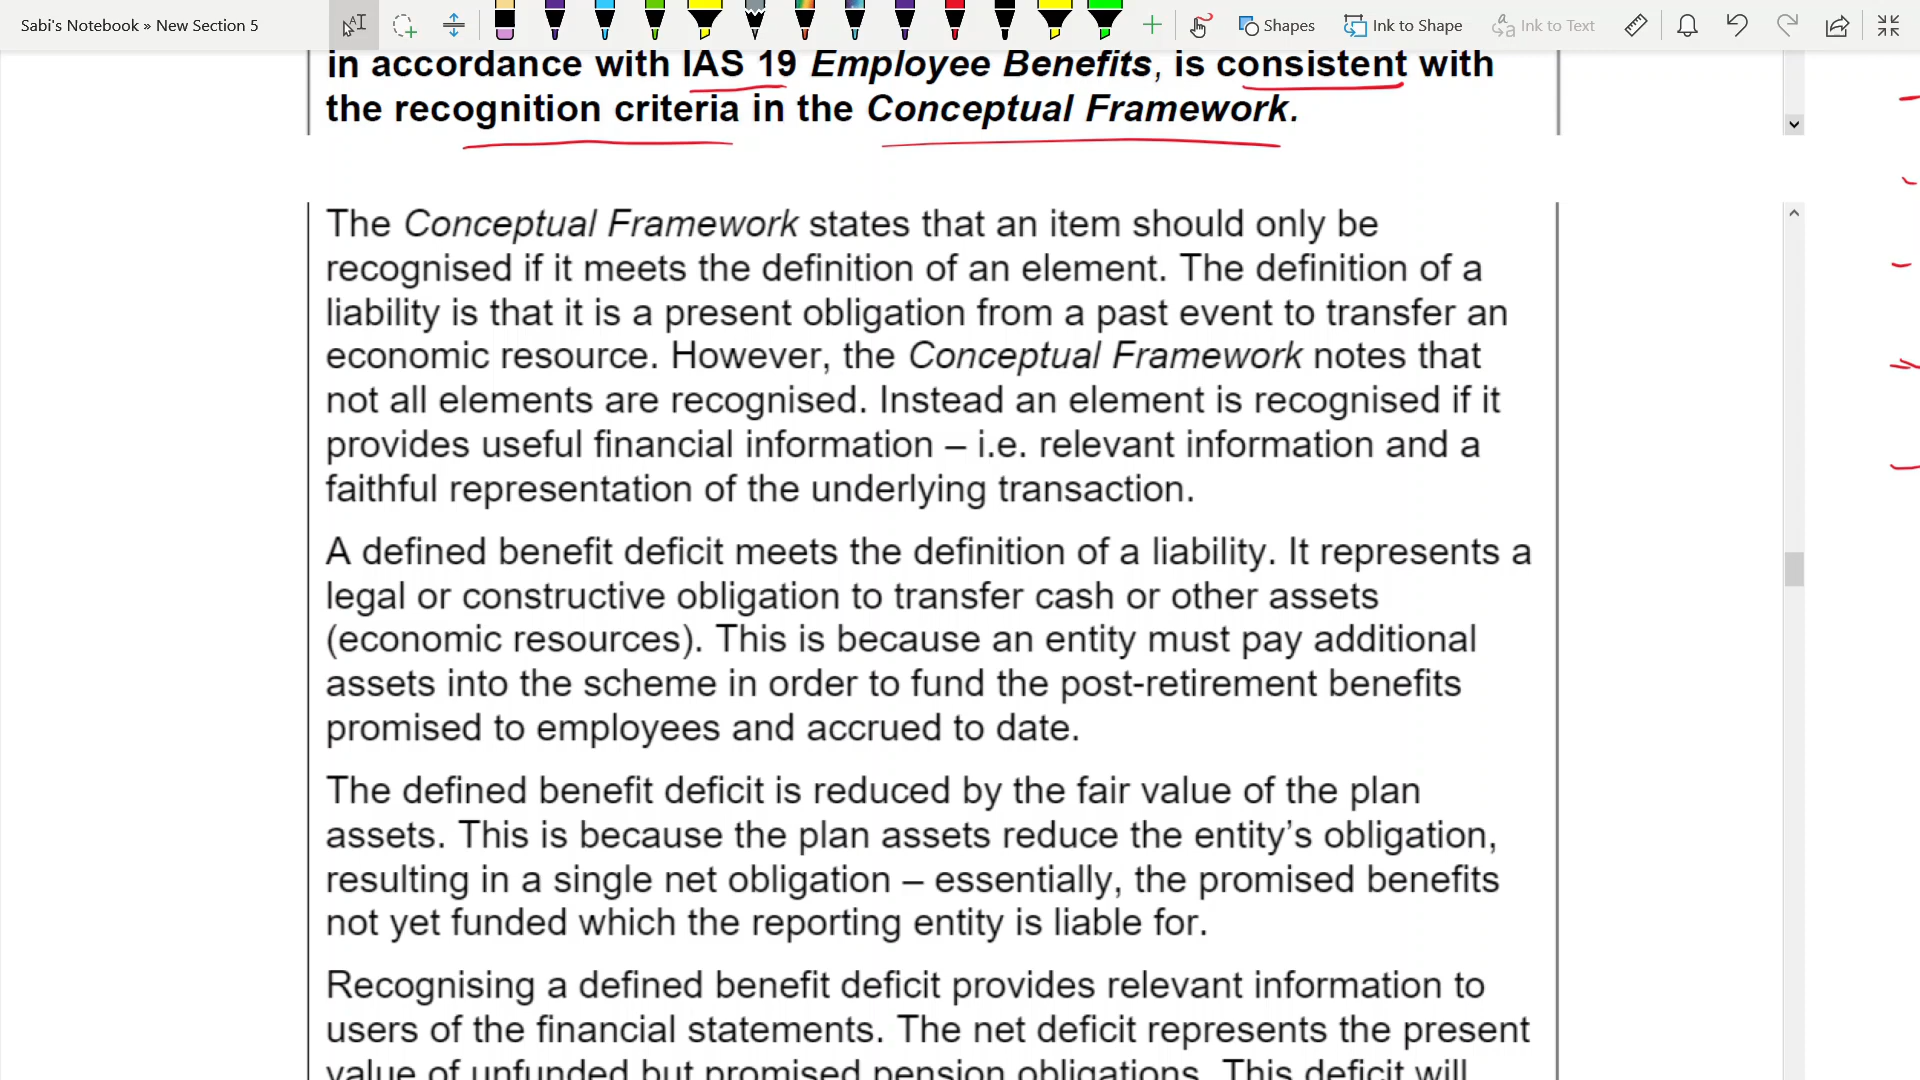 Sabi's Notebook » New Section 5
Shapes
Ink to Shape
Ink to Text
in accordance with IAS 19 Employee Benefits, is consistent with
the recognition criteria in the Conceptual Framework.
The Conceptual Framework states that an item should only be
recognised if it meets the definition of an element. The definition of a
liability is that it is a present obligation from a past event to transfer an
economic resource. However, the Conceptual Framework notes that
not all elements are recognised. Instead an element is recognised if it
provides useful financial information – i.e. relevant information and a
faithful representation of the underlying transaction.
A defined benefit deficit meets the definition of a liability. It represents a
legal or constructive obligation to transfer cash or other assets
(economic resources). This is because an entity must pay additional
assets into the scheme in order to fund the post-retirement benefits
promised to employees and accrued to date.
The defined benefit deficit is reduced by the fair value of the plan
assets. This is because the plan assets reduce the entity’s obligation,
resulting in a single net obligation – essentially, the promised benefits
not yet funded which the reporting entity is liable for.
Recognising a defined benefit deficit provides relevant information to
users of the financial statements. The net deficit represents the present
value of unfunded but promised pension obligations. This deficit will